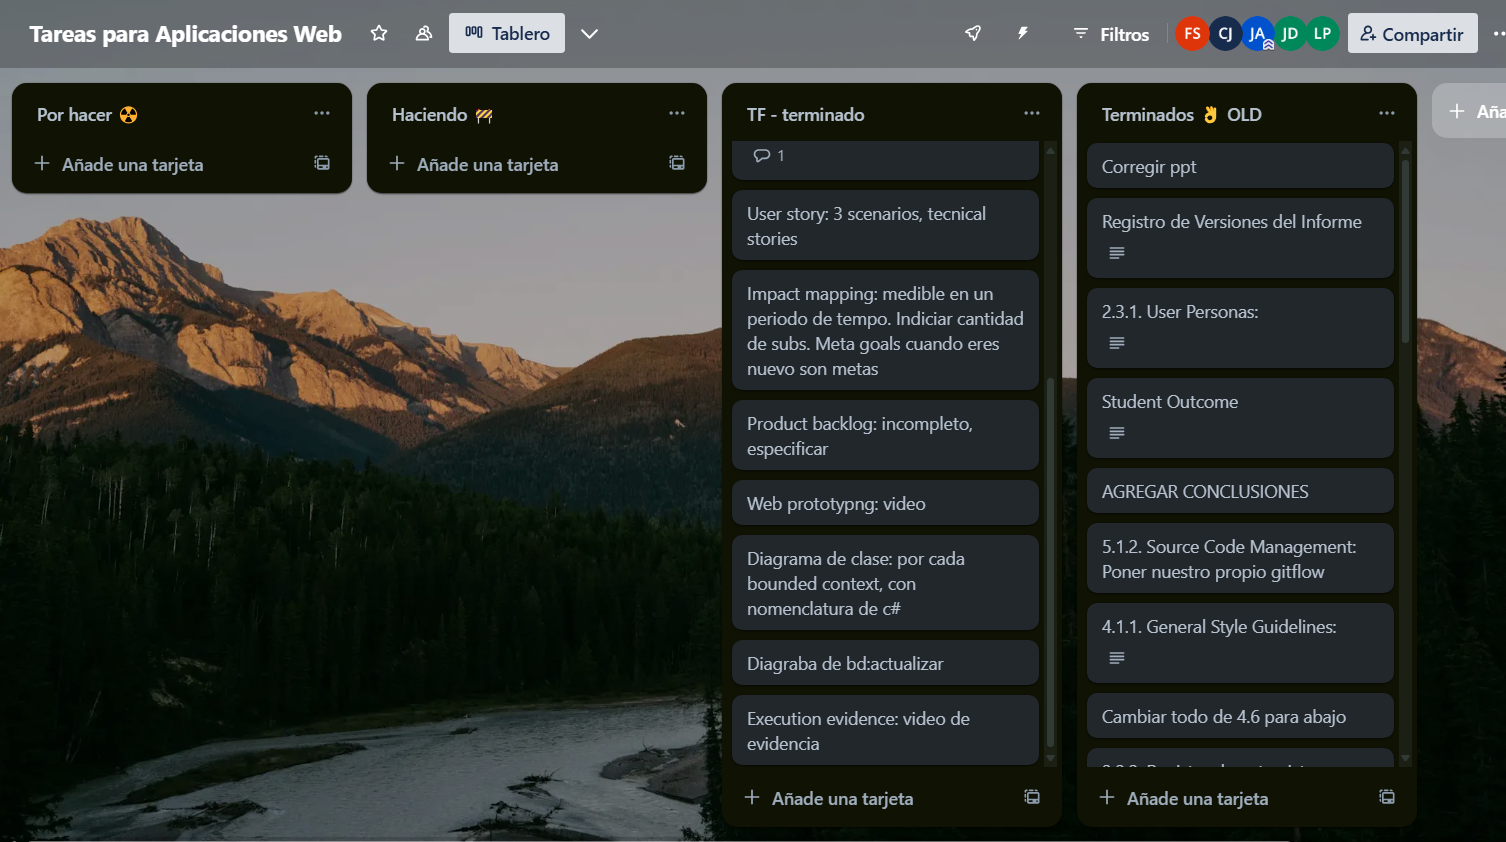 Tareas para Aplicaciones Web
Tablero
Filtros
FS
CJ
JA
JD
LP
Compartir
Por hacer ☢️
Añade una tarjeta
Haciendo 🚧
Añade una tarjeta
TF - terminado
1
User story: 3 scenarios, tecnical
stories
Impact mapping: medible en un
periodo de tempo. Indiciar cantidad
de subs. Meta goals cuando eres
nuevo son metas
Product backlog: incompleto,
especificar
Web prototypng: video
Diagrama de clase: por cada
bounded context, con
nomenclatura de c#
Diagraba de bd:actualizar
Execution evidence: video de
evidencia
Añade una tarjeta
Terminados 👌 OLD
Corregir ppt
Registro de Versiones del Informe
2.3.1. User Personas:
Student Outcome
AGREGAR CONCLUSIONES
5.1.2. Source Code Management:
Poner nuestro propio gitflow
4.1.1. General Style Guidelines:
Cambiar todo de 4.6 para abajo
Añade una tarjeta
Aña